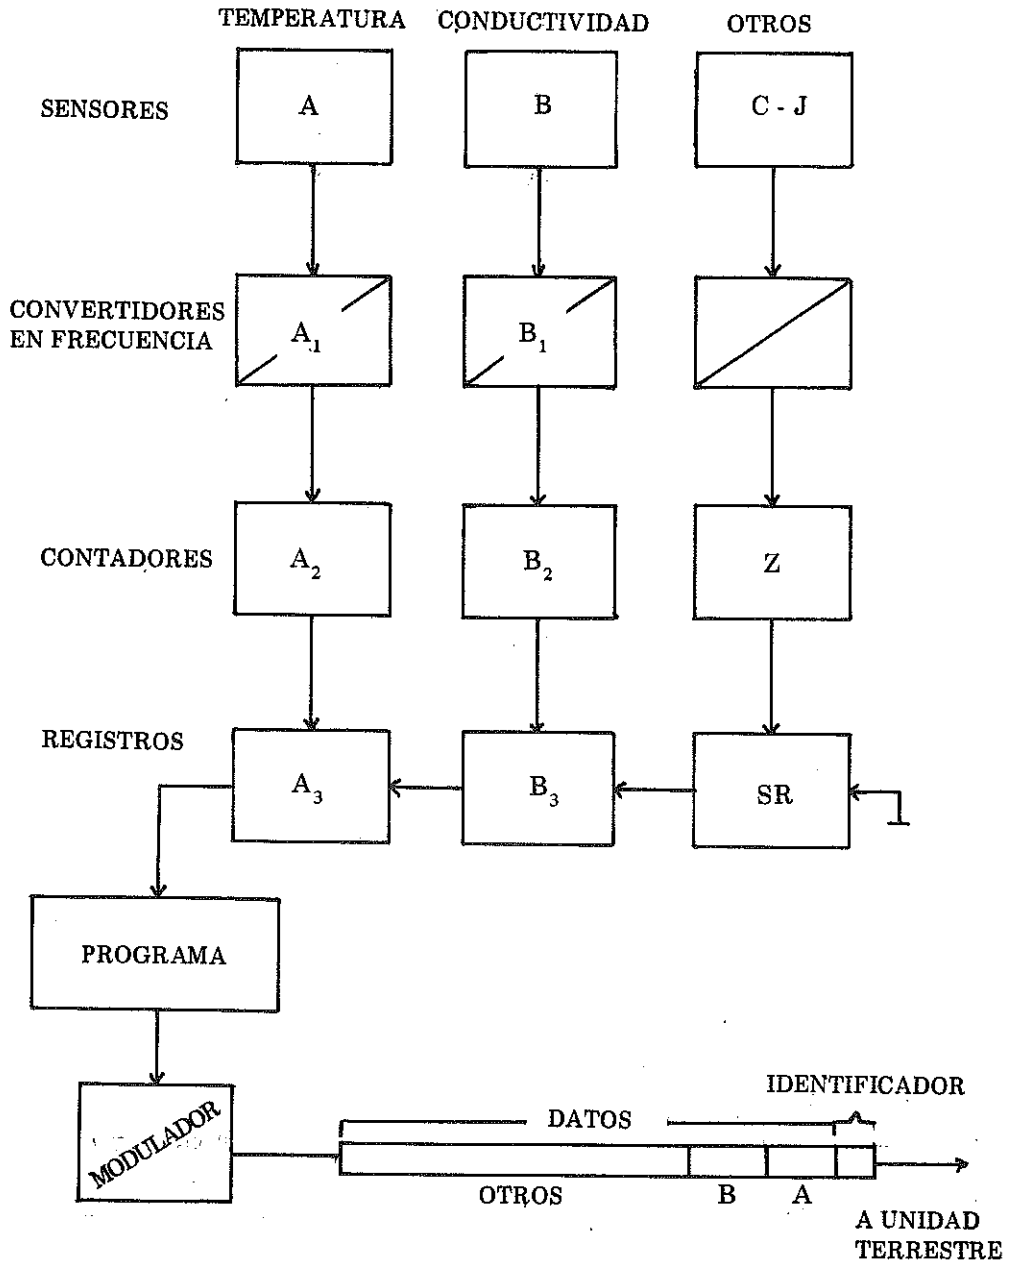 TEMPERATURA CONDUCTIVIDAD OTROS
SENSORES A B C - J
CONVERTIDORES
EN FRECUENCIA
A₁ B₁
CONTADORES A₂ B₂ Z
REGISTROS
A₃ B₃ SR
PROGRAMA
IDENTIFICADOR
MODULADOR
DATOS
OTROS B A
A UNIDAD
TERRESTRE